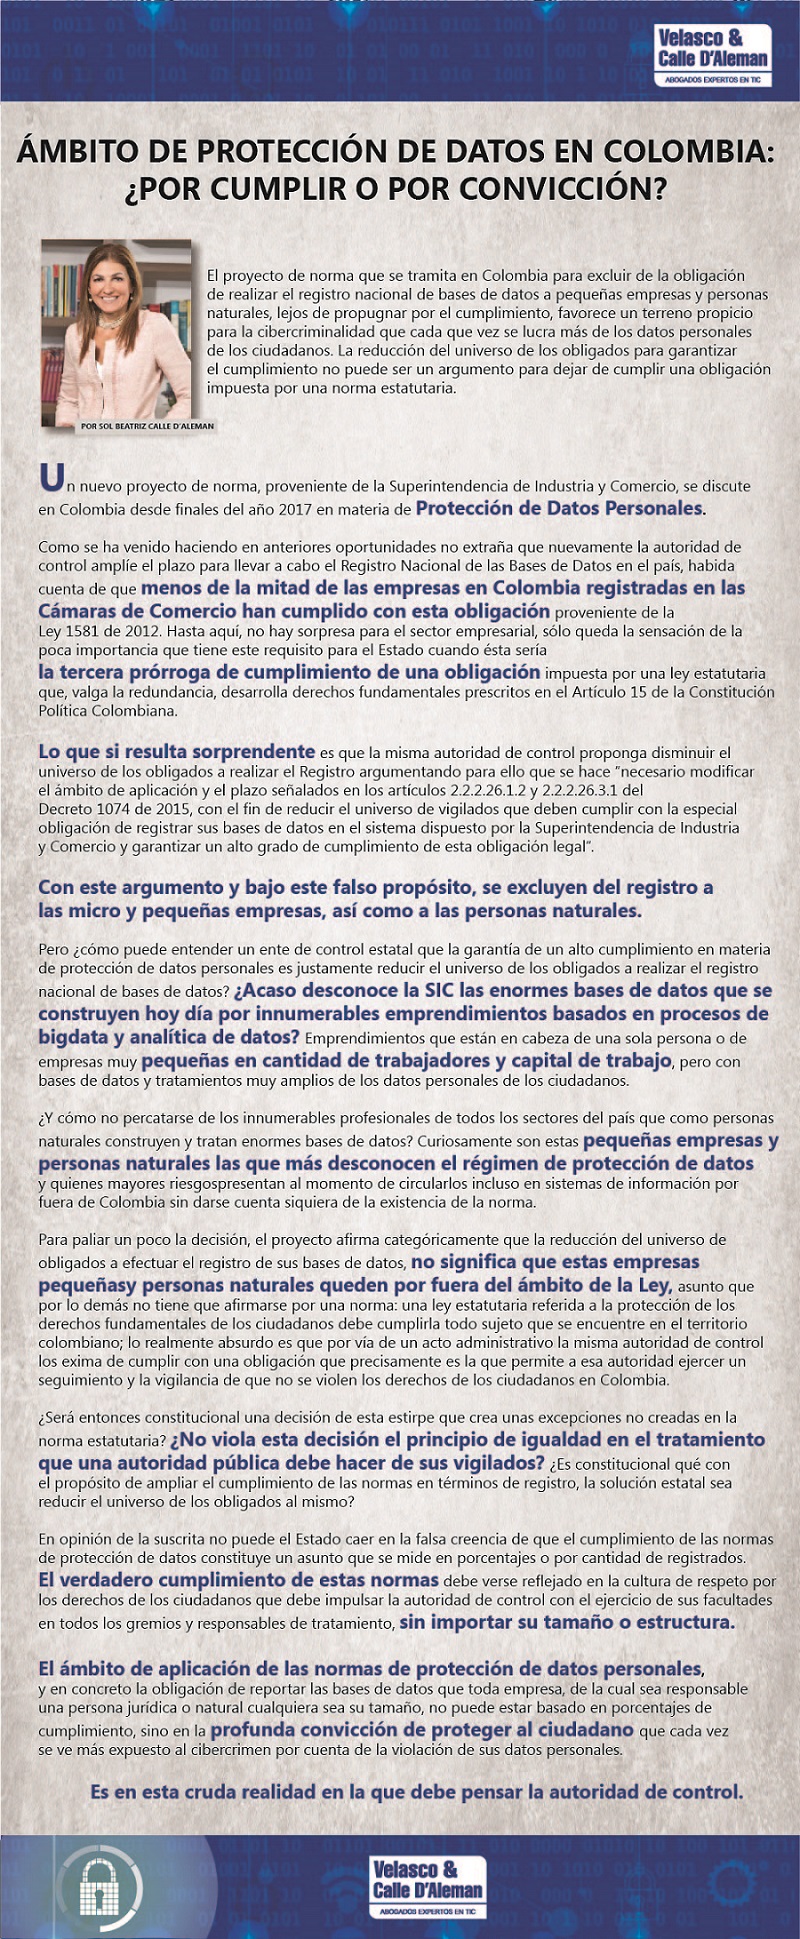 Velasco &
Calle D'Aleman
ABOGADOS EXPERTOS EN TIC
ÁMBITO DE PROTECCIÓN DE DATOS EN COLOMBIA:
¿POR CUMPLIR O POR CONVICCIÓN?
El proyecto de norma que se tramita en Colombia para excluir de la obligación
de realizar el registro nacional de bases de datos a pequeñas empresas y personas
naturales, lejos de propugnar por el cumplimiento, favorece un terreno propicio
para la cibercriminalidad que cada que vez se lucra más de los datos personales
de los ciudadanos. La reducción del universo de los obligados para garantizar
el cumplimiento no puede ser un argumento para dejar de cumplir una obligación
impuesta por una norma estatutaria.
POR SOL BEATRIZ CALLE D'ALEMAN
Un nuevo proyecto de norma, proveniente de la Superintendencia de Industria y Comercio, se discute
en Colombia desde finales del año 2017 en materia de Protección de Datos Personales.
Como se ha venido haciendo en anteriores oportunidades no extraña que nuevamente la autoridad de
control amplíe el plazo para llevar a cabo el Registro Nacional de las Bases de Datos en el país, habida
cuenta de que menos de la mitad de las empresas en Colombia registradas en las
Cámaras de Comercio han cumplido con esta obligación proveniente de la
Ley 1581 de 2012. Hasta aquí, no hay sorpresa para el sector empresarial, sólo queda la sensación de la
poca importancia que tiene este requisito para el Estado cuando ésta sería
la tercera prórroga de cumplimiento de una obligación impuesta por una ley estatutaria
que, valga la redundancia, desarrolla derechos fundamentales prescritos en el Artículo 15 de la Constitución
Política Colombiana.
Lo que si resulta sorprendente es que la misma autoridad de control proponga disminuir el
universo de los obligados a realizar el Registro argumentando para ello que se hace "necesario modificar
el ámbito de aplicación y el plazo señalados en los artículos 2.2.2.26.1.2 y 2.2.2.26.3.1 del
Decreto 1074 de 2015, con el fin de reducir el universo de vigilados que deben cumplir con la especial
obligación de registrar sus bases de datos en el sistema dispuesto por la Superintendencia de Industria
y Comercio y garantizar un alto grado de cumplimiento de esta obligación legal".
Con este argumento y bajo este falso propósito, se excluyen del registro a
las micro y pequeñas empresas, así como a las personas naturales.
Pero ¿cómo puede entender un ente de control estatal que la garantía de un alto cumplimiento en materia
de protección de datos personales es justamente reducir el universo de los obligados a realizar el registro
nacional de bases de datos? ¿Acaso desconoce la SIC las enormes bases de datos que se
construyen hoy día por innumerables emprendimientos basados en procesos de
bigdata y analítica de datos? Emprendimientos que están en cabeza de una sola persona o de
empresas muy pequeñas en cantidad de trabajadores y capital de trabajo, pero con
bases de datos y tratamientos muy amplios de los datos personales de los ciudadanos.
¿Y cómo no percatarse de los innumerables profesionales de todos los sectores del país que como personas
naturales construyen y tratan enormes bases de datos? Curiosamente son estas pequeñas empresas y
personas naturales las que más desconocen el régimen de protección de datos
y quienes mayores riesgospresentan al momento de circularlos incluso en sistemas de información por
fuera de Colombia sin darse cuenta siquiera de la existencia de la norma.
Para paliar un poco la decisión, el proyecto afirma categóricamente que la reducción del universo de
obligados a efectuar el registro de sus bases de datos, no significa que estas empresas
pequeñasy personas naturales queden por fuera del ámbito de la Ley, asunto que
por lo demás no tiene que afirmarse por una norma: una ley estatutaria referida a la protección de los
derechos fundamentales de los ciudadanos debe cumplirla todo sujeto que se encuentre en el territorio
colombiano; lo realmente absurdo es que por vía de un acto administrativo la misma autoridad de control
los exima de cumplir con una obligación que precisamente es la que permite a esa autoridad ejercer un
seguimiento y la vigilancia de que no se violen los derechos de los ciudadanos en Colombia.
¿Será entonces constitucional una decisión de esta estirpe que crea unas excepciones no creadas en la
norma estatutaria? ¿No viola esta decisión el principio de igualdad en el tratamiento
que una autoridad pública debe hacer de sus vigilados? ¿Es constitucional qué con
el propósito de ampliar el cumplimiento de las normas en términos de registro, la solución estatal sea
reducir el universo de los obligados al mismo?
En opinión de la suscrita no puede el Estado caer en la falsa creencia de que el cumplimiento de las normas
de protección de datos constituye un asunto que se mide en porcentajes o por cantidad de registrados.
El verdadero cumplimiento de estas normas debe verse reflejado en la cultura de respeto por
los derechos de los ciudadanos que debe impulsar la autoridad de control con el ejercicio de sus facultades
en todos los gremios y responsables de tratamiento, sin importar su tamaño o estructura.
El ámbito de aplicación de las normas de protección de datos personales,
y en concreto la obligación de reportar las bases de datos que toda empresa, de la cual sea responsable
una persona jurídica o natural cualquiera sea su tamaño, no puede estar basado en porcentajes de
cumplimiento, sino en la profunda convicción de proteger al ciudadano que cada vez
se ve más expuesto al cibercrimen por cuenta de la violación de sus datos personales.
Es en esta cruda realidad en la que debe pensar la autoridad de control.
Velasco &
Calle D'Aleman
ABOGADOS EXPERTOS EN TIC